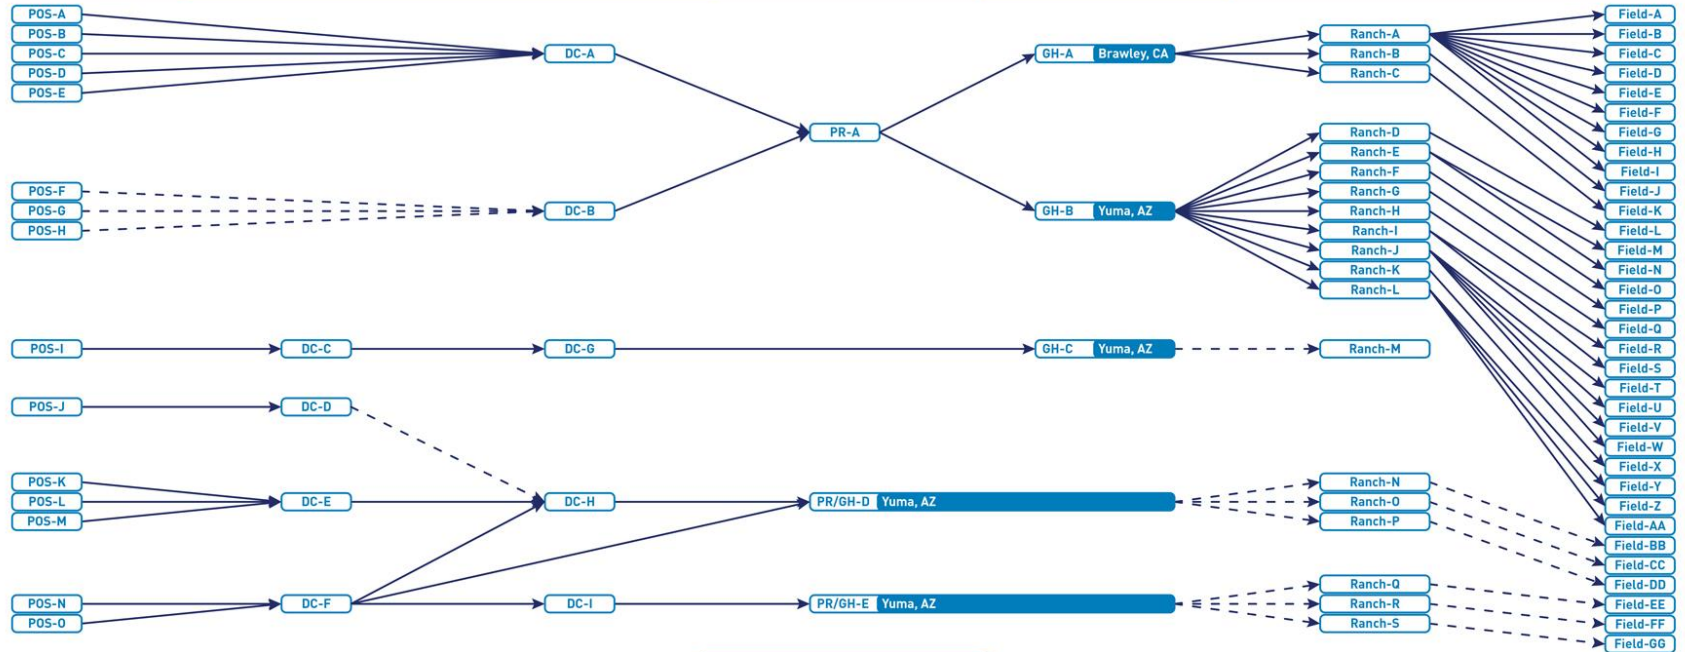 POS-A
POS-B
POS-C
POS-D
POS-E
DC-A
PR-A
GH-A Brawley, CA
Ranch-A
Ranch-B
Ranch-C
POS-F
POS-G
POS-H
DC-B
GH-B Yuma, AZ
Ranch-D
Ranch-E
Ranch-F
Ranch-G
Ranch-H
Ranch-I
Ranch-J
Ranch-K
Ranch-L
POS-I
DC-C
DC-G
GH-C Yuma, AZ
Ranch-M
POS-J
DC-D
POS-K
POS-L
POS-M
DC-E
DC-H
PR/GH-D Yuma, AZ
Ranch-N
Ranch-O
Ranch-P
POS-N
POS-O
DC-F
DC-I
PR/GH-E Yuma, AZ
Ranch-Q
Ranch-R
Ranch-S
Field-A
Field-B
Field-C
Field-D
Field-E
Field-F
Field-G
Field-H
Field-I
Field-J
Field-K
Field-L
Field-M
Field-N
Field-O
Field-P
Field-Q
Field-R
Field-S
Field-T
Field-U
Field-V
Field-W
Field-X
Field-Y
Field-Z
Field-AA
Field-BB
Field-CC
Field-DD
Field-EE
Field-FF
Field-GG